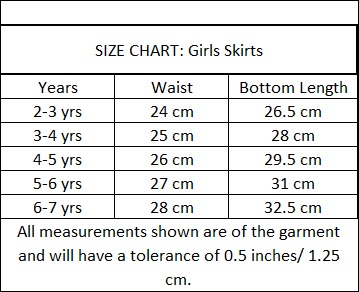 SIZE CHART: Girls Skirts
Years Waist Bottom Length
2-3 yrs 24 cm 26.5 cm
3-4 yrs 25 cm 28 cm
4-5 yrs 26 cm 29.5 cm
5-6 yrs 27 cm 31 cm
6-7 yrs 28 cm 32.5 cm
All measurements shown are of the garment
and will have a tolerance of 0.5 inches/ 1.25
cm.